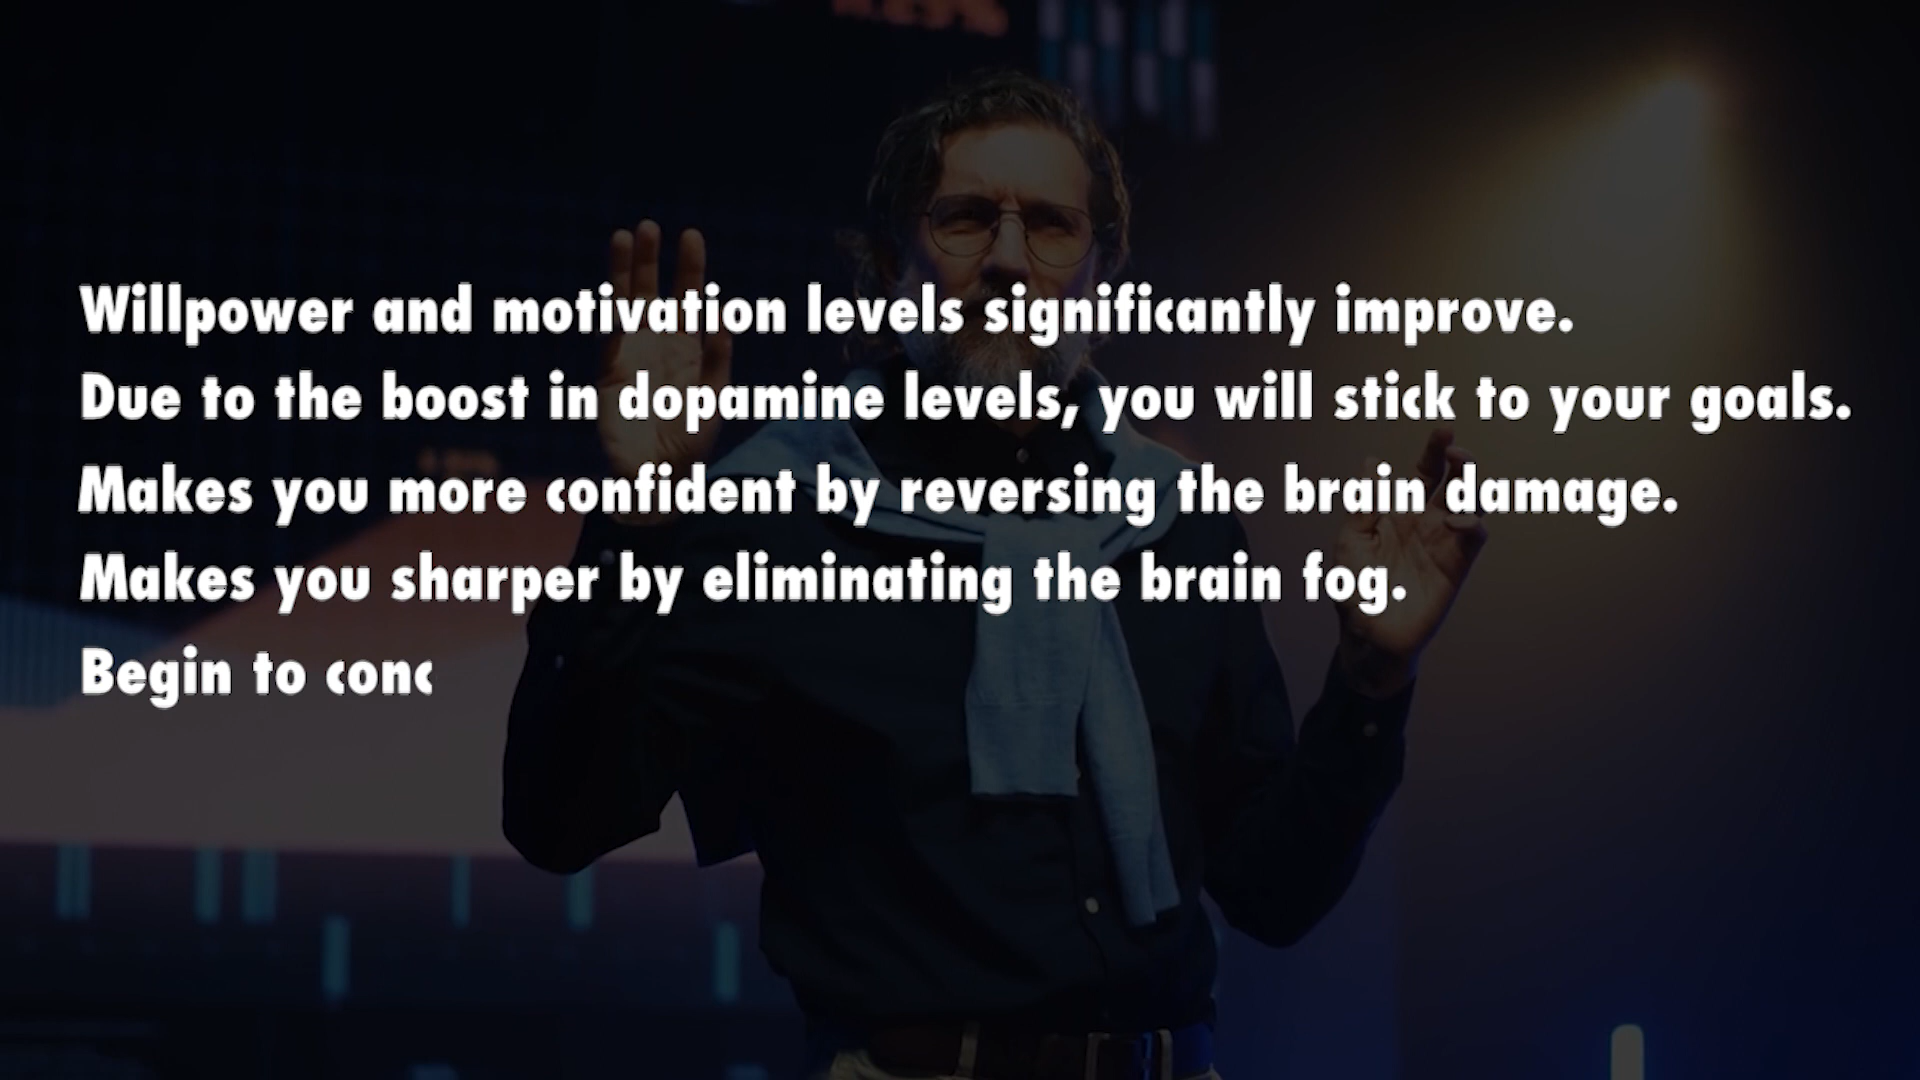 Willpower and motivation levels significantly improve.
Due to the boost in dopamine levels, you will stick to your goals.
Makes you more confident by reversing the brain damage.
Makes you sharper by eliminating the brain fog.
Begin to conc